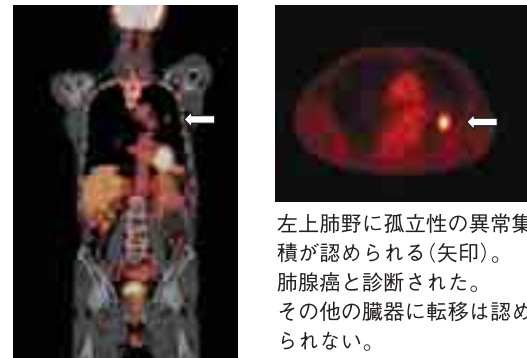 左上肺野に孤立性の異常集
積が認められる(矢印)。
肺腺癌と診断された。
その他の臓器に転移は認め
られない。